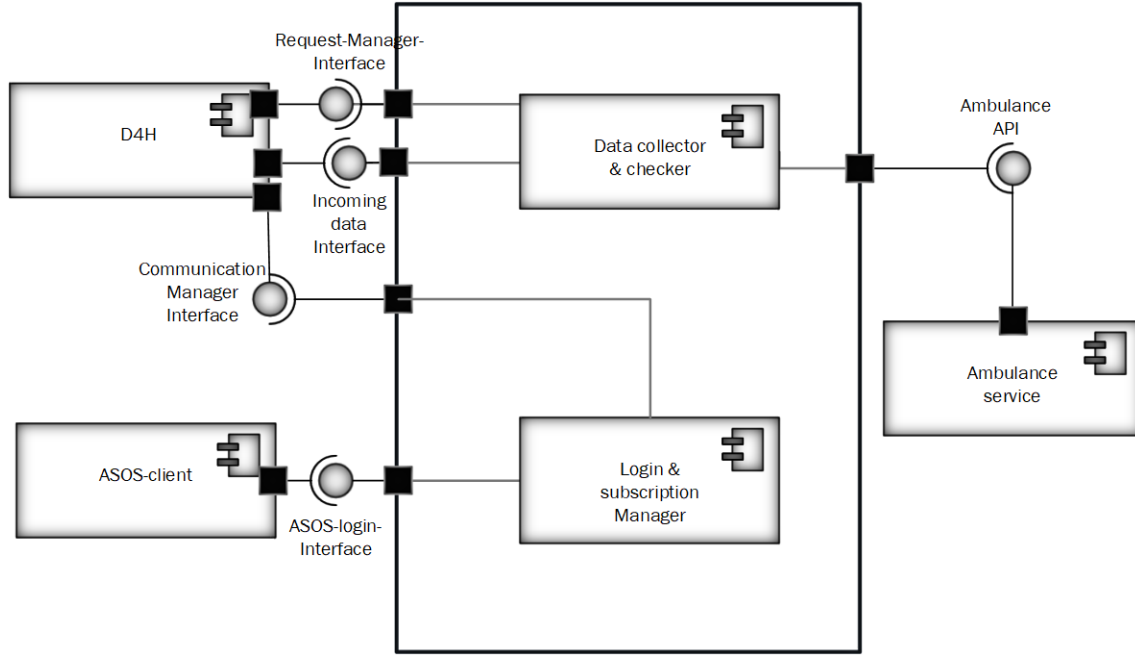 Request-Manager-
Interface
D4H
Incoming
data
Interface
Communication
Manager
Interface
Data collector
& checker
Ambulance
API
Ambulance
service
ASOS-client
ASOS-login-
Interface
Login &
subscription
Manager